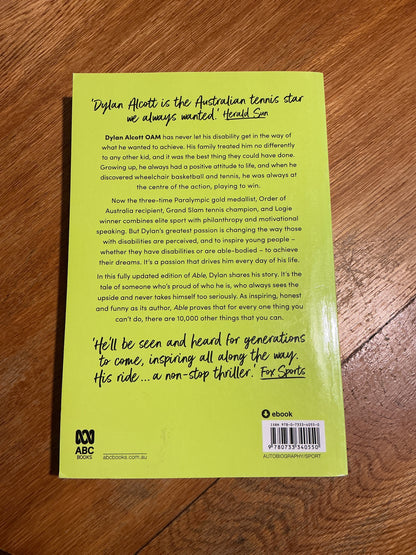 'Dylan Alcott is the Australian tennis star
we always wanted.' Herald Sun
Dylan Alcott OAM has never let his disability get in the way
of what he wanted to achieve. His family treated him no differently
to any other kid, and it was the best thing they could have done.
Growing up, he always had a positive attitude to life, and when he
discovered wheelchair basketball and tennis, he was always at
the centre of the action, playing to win.
Now the three-time Paralympic gold medallist, Order of
Australia recipient, Grand Slam tennis champion, and Logie
winner combines elite sport with philanthropy and motivational
speaking. But Dylan's greatest passion is changing the way those
with disabilities are perceived, and to inspire young people –
whether they have disabilities or are able-bodied – to achieve
their dreams. It's a passion that drives him every day of his life.
In this fully updated edition of Able, Dylan shares his story. It's the
tale of someone who's proud of who he is, who always sees the
upside and never takes himself too seriously. As inspiring, honest
and funny as its author, Able proves that for every one thing you
can't do, there are 10,000 other things that you can.
'He'll be seen and heard for generations
to come, inspiring all along the way.
His ride... a non-stop thriller.' Fox Sports
ebook
ISBN 978-0-7333-4055-0
9 780733 340550
ABC
BOOKS
abcbooks.com.au
AUTOBIOGRAPHY/SPORT